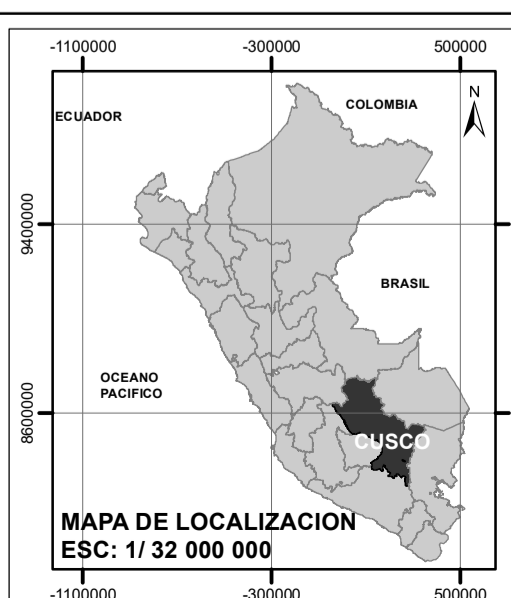 -1100000 -300000 500000
COLOMBIA
N
ECUADOR
9400000
BRASIL
OCEANO
PACIFICO
8600000
CUSCO
MAPA DE LOCALIZACION
ESC: 1/ 32 000 000
-1100000 -300000 500000